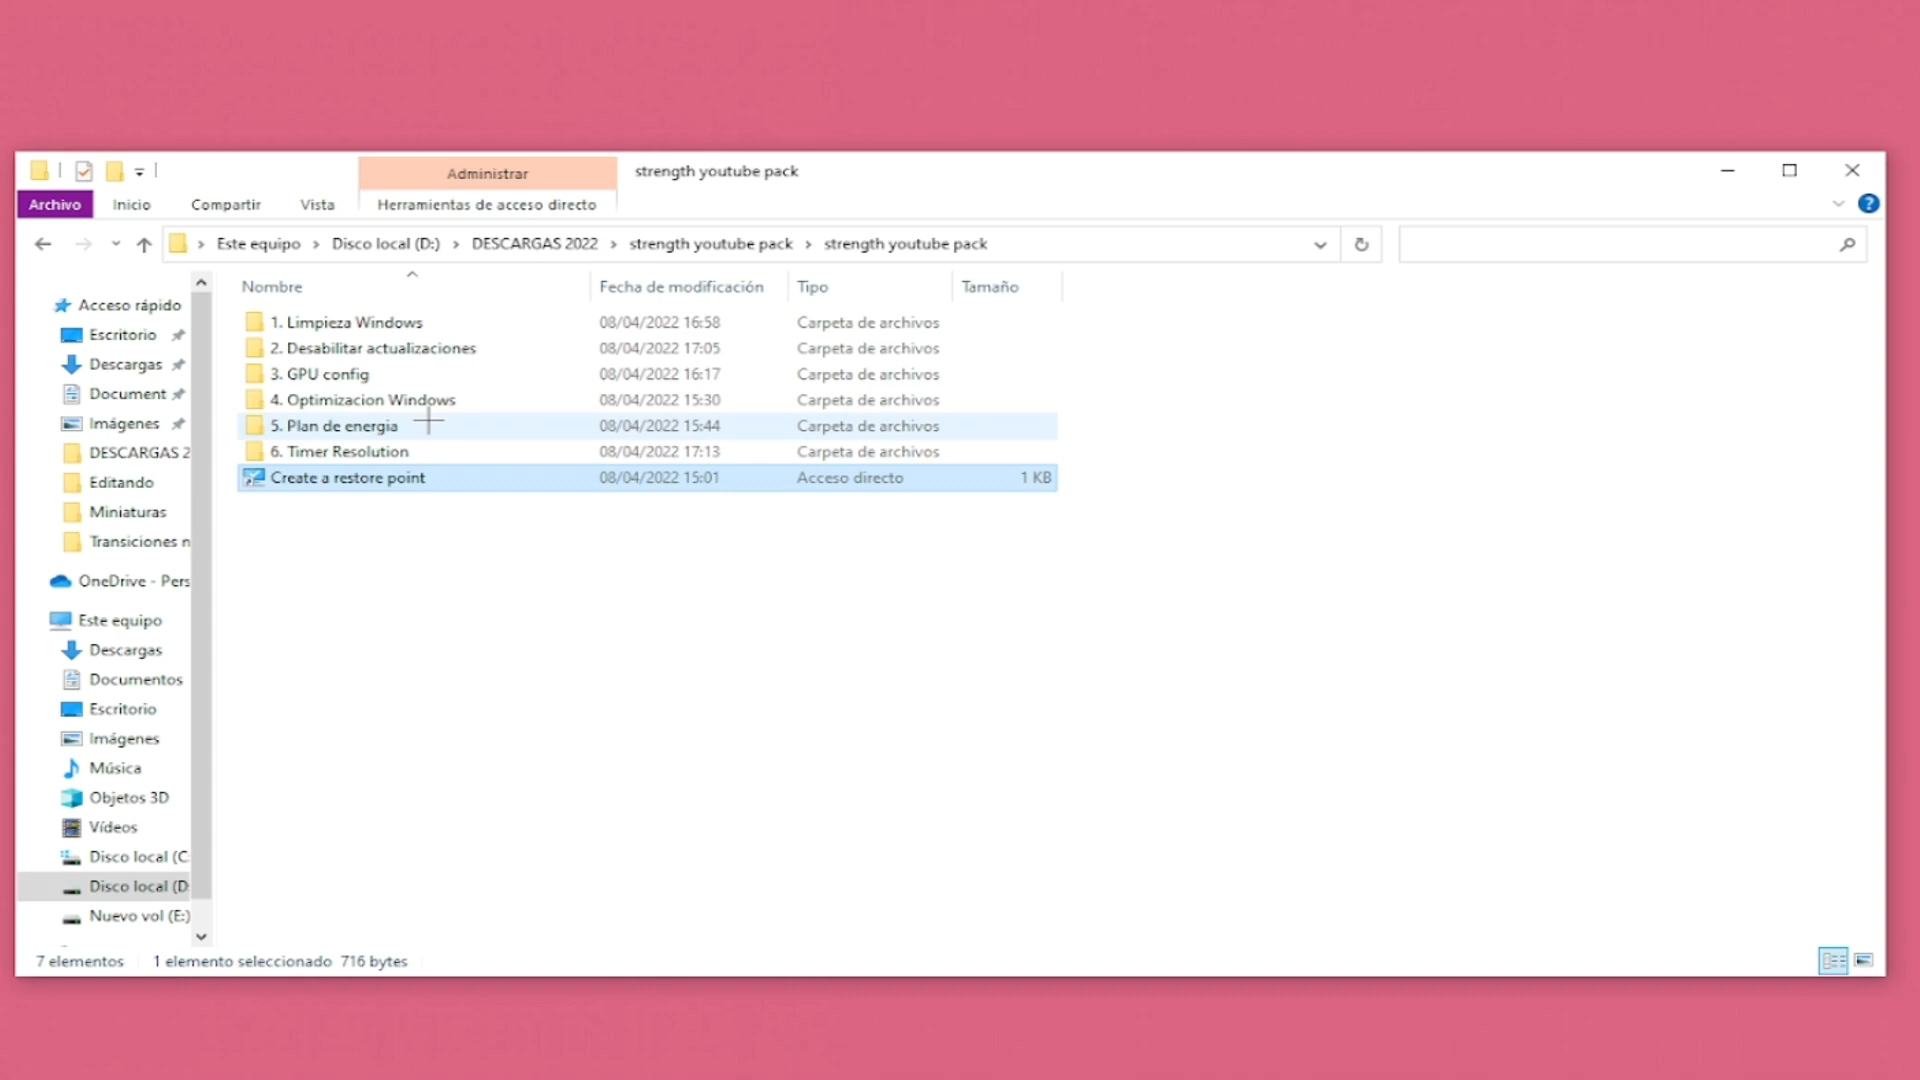 Administrar
strength youtube pack
Archivo Inicio Compartir Vista Herramientas de acceso directo
Este equipo Disco local (D:) DESCARGAS 2022 strength youtube pack strength youtube pack
Nombre Fecha de modificación Tipo Tamaño
1. Limpieza Windows 08/04/2022 16:58 Carpeta de archivos
2. Desabilitar actualizaciones 08/04/2022 17:05 Carpeta de archivos
3. GPU config 08/04/2022 16:17 Carpeta de archivos
4. Optimizacion Windows 08/04/2022 15:30 Carpeta de archivos
5. Plan de energia 08/04/2022 15:44 Carpeta de archivos
6. Timer Resolution 08/04/2022 17:13 Carpeta de archivos
Create a restore point 08/04/2022 15:01 Acceso directo 1 KB
Acceso rápido
Escritorio
Descargas
Document
Imágenes
DESCARGAS 2
Editando
Miniaturas
Transiciones n
OneDrive - Pers
Este equipo
Descargas
Documentos
Escritorio
Imágenes
Música
Objetos 3D
Vídeos
Disco local (C:
Disco local (D
Nuevo vol (E:)
7 elementos 1 elemento seleccionado 716 bytes